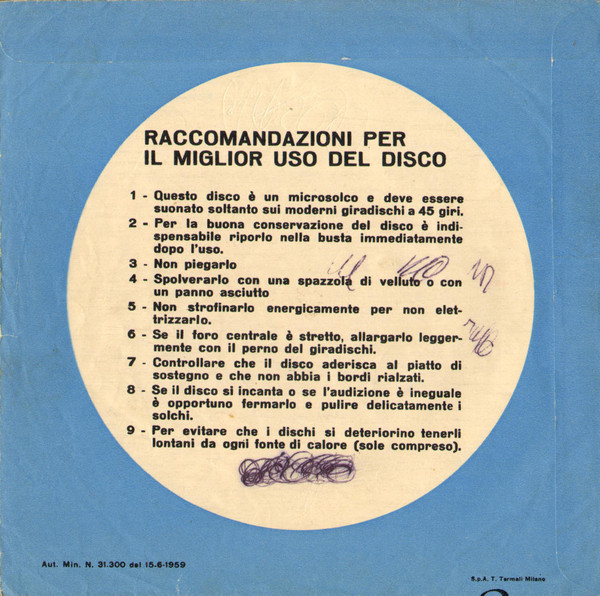 RACCOMANDAZIONI PER
IL MIGLIOR USO DEL DISCO
1 - Questo disco è un microsolco e deve essere
suonato soltanto sui moderni giradischi a 45 giri.
2 - Per la buona conservazione del disco è indi-
spensabile riporlo nella busta immediatamente
dopo l'uso.
3 - Non piegarlo
4 - Spolverarlo con una spazzola di velluto o con
un panno asciutto
5 - Non strofinarlo energicamente per non elet-
trizzarlo.
6 - Se il foro centrale è stretto, allargarlo legger-
mente con il perno del giradischi.
7 - Controllare che il disco aderisca al piatto di
sostegno e che non abbia i bordi rialzati.
8 - Se il disco si incanta o se l'audizione è ineguale
è opportuno fermarlo e pulire delicatamente i
solchi.
9 - Per evitare che i dischi si deteriorino tenerli
lontani da ogni fonte di calore (sole compreso).
Aut. Min. N. 31.300 del 15-6-1959
S.p.A. T. Termali Milano